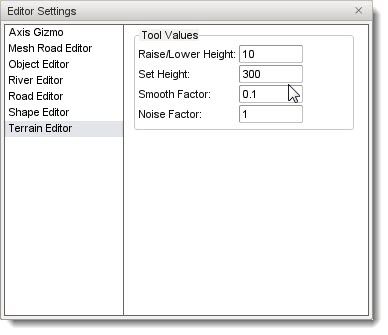 Editor Settings
Axis Gizmo
Mesh Road Editor
Object Editor
River Editor
Road Editor
Shape Editor
Terrain Editor
Tool Values
Raise/Lower Height: 10
Set Height: 300
Smooth Factor: 0.1
Noise Factor: 1